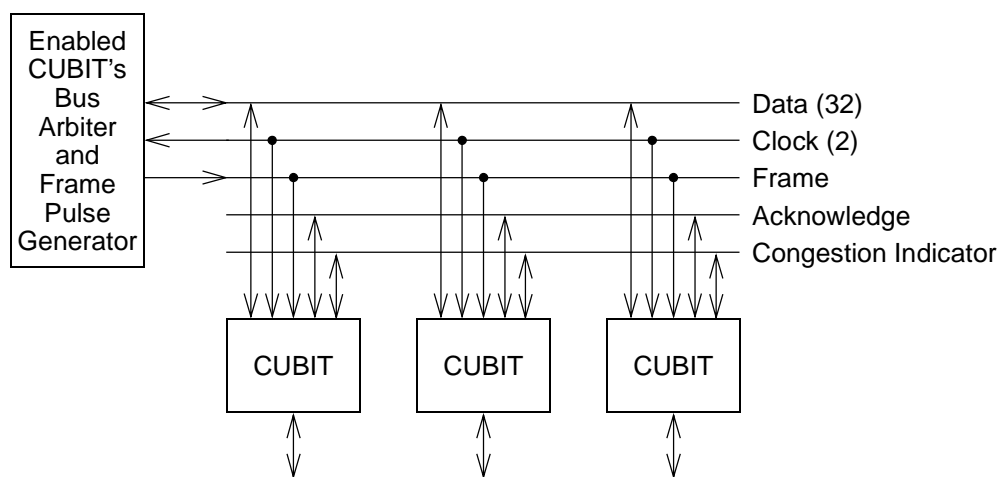 Enabled
CUBIT's
Bus
Arbiter
and
Frame
Pulse
Generator
Data (32)
Clock (2)
Frame
Acknowledge
Congestion Indicator
CUBIT
CUBIT
CUBIT